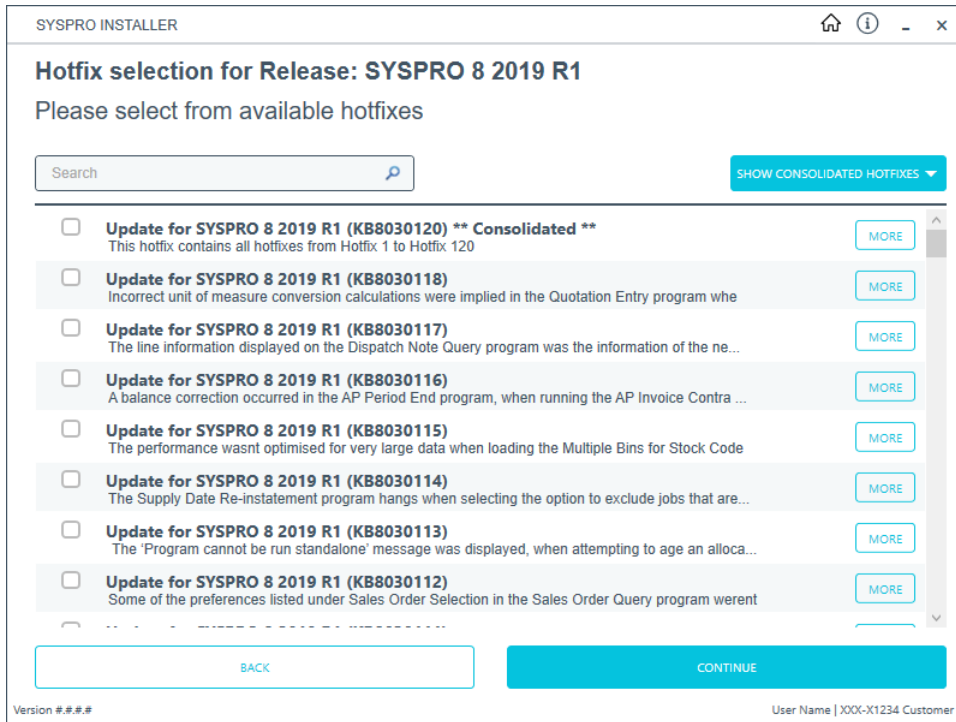 SYSPRO INSTALLER
Hotfix selection for Release: SYSPRO 8 2019 R1
Please select from available hotfixes
Search
SHOW CONSOLIDATED HOTFIXES
Update for SYSPRO 8 2019 R1 (KB8030120) ** Consolidated **
This hotfix contains all hotfixes from Hotfix 1 to Hotfix 120
MORE
Update for SYSPRO 8 2019 R1 (KB8030118)
Incorrect unit of measure conversion calculations were implied in the Quotation Entry program whe
MORE
Update for SYSPRO 8 2019 R1 (KB8030117)
The line information displayed on the Dispatch Note Query program was the information of the ne...
MORE
Update for SYSPRO 8 2019 R1 (KB8030116)
A balance correction occurred in the AP Period End program, when running the AP Invoice Contra ...
MORE
Update for SYSPRO 8 2019 R1 (KB8030115)
The performance wasnt optimised for very large data when loading the Multiple Bins for Stock Code
MORE
Update for SYSPRO 8 2019 R1 (KB8030114)
The Supply Date Re-instatement program hangs when selecting the option to exclude jobs that are...
MORE
Update for SYSPRO 8 2019 R1 (KB8030113)
The ‘Program cannot be run standalone’ message was displayed, when attempting to age an alloca...
MORE
Update for SYSPRO 8 2019 R1 (KB8030112)
Some of the preferences listed under Sales Order Selection in the Sales Order Query program werent
MORE
BACK
CONTINUE
Version #.#.#.#
User Name | XXX-X1234 Customer